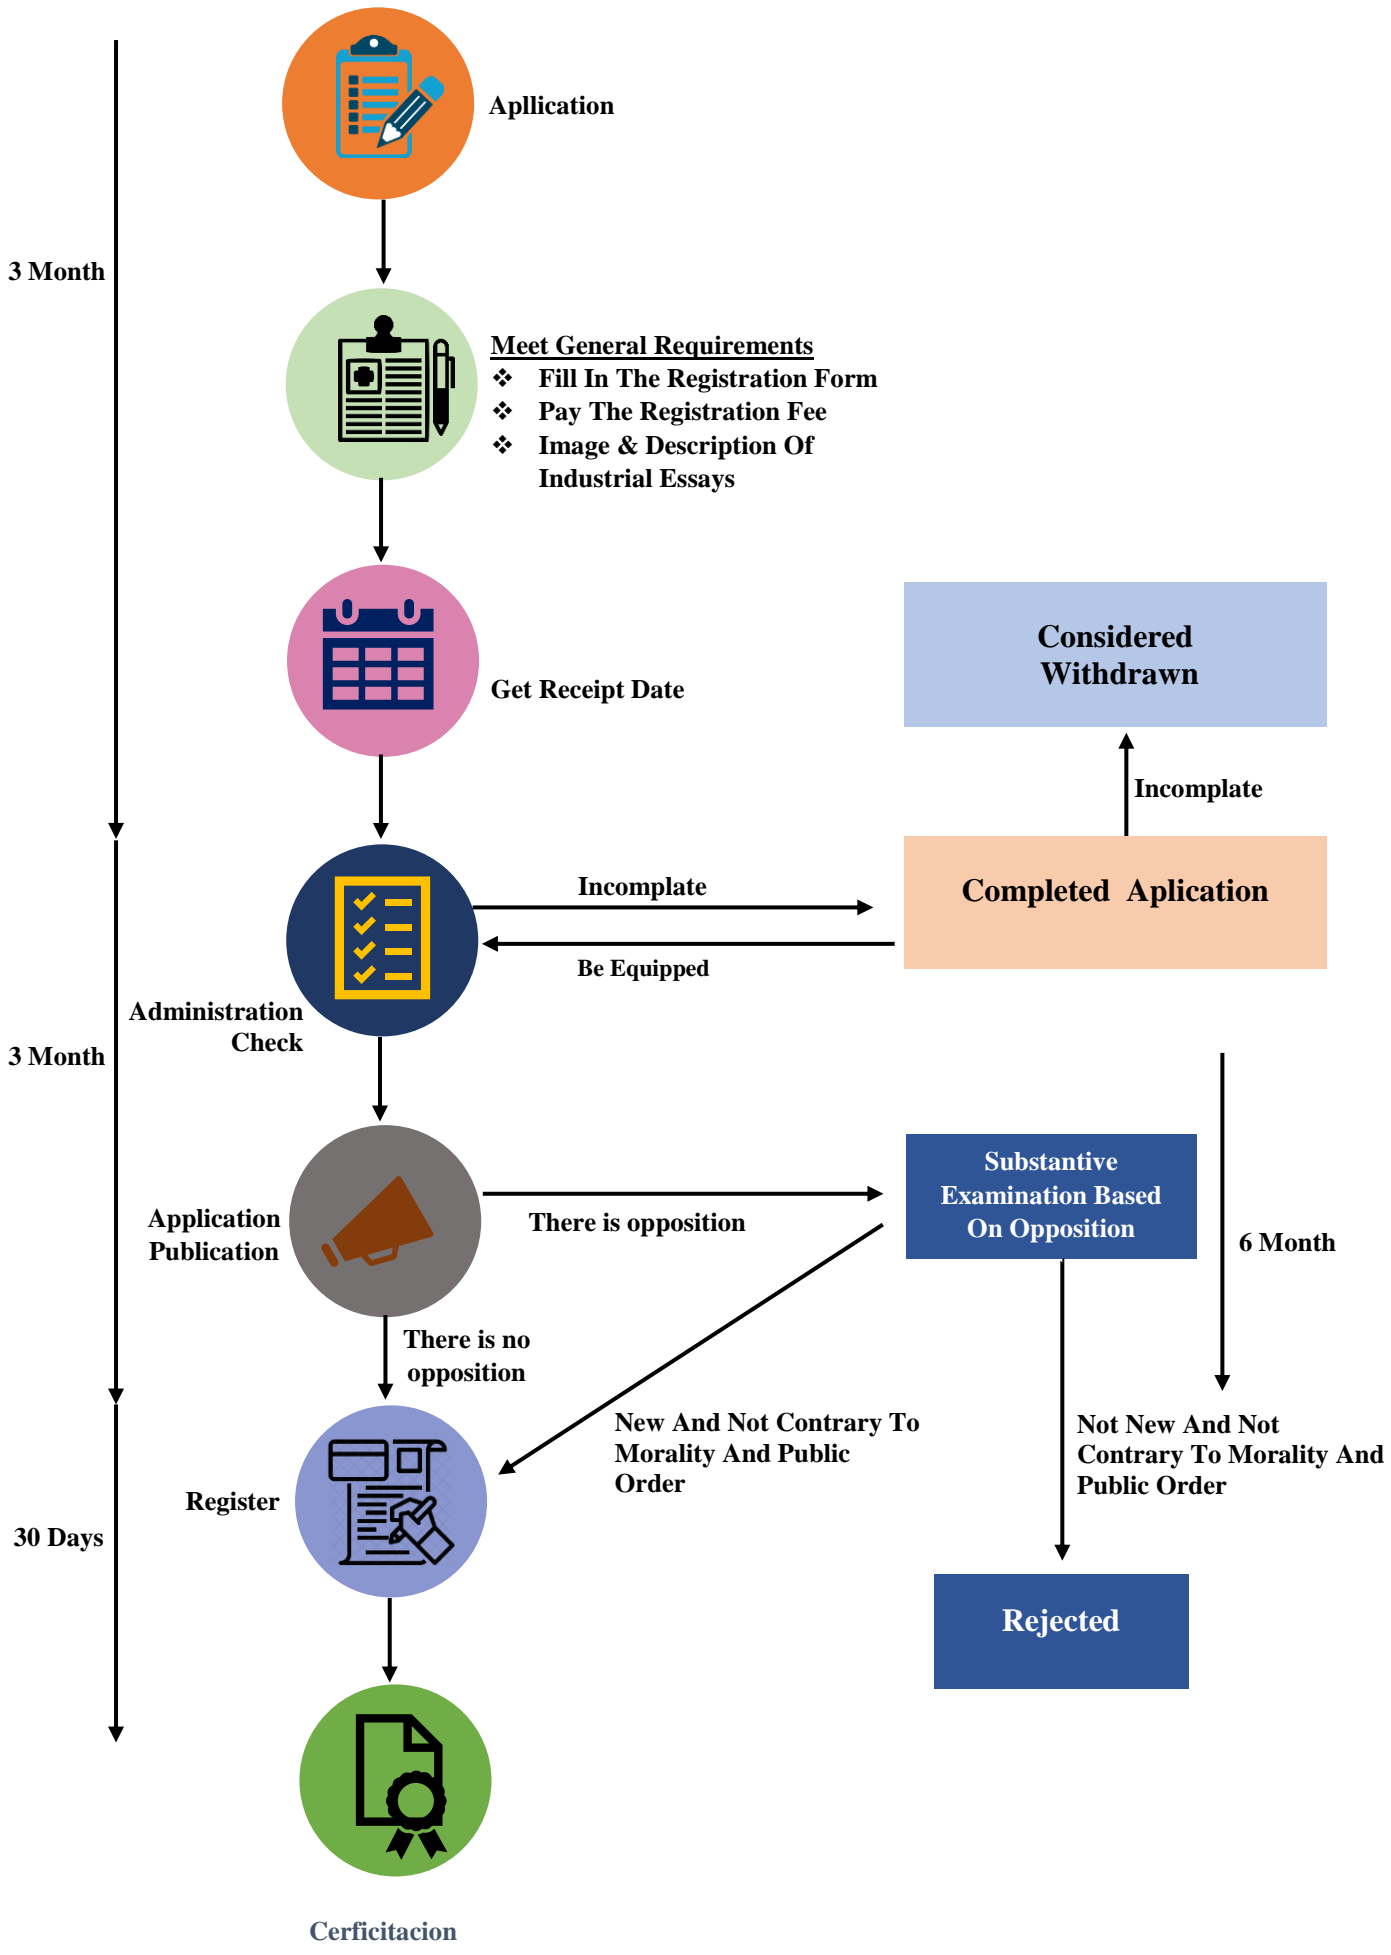 Apllication
3 Month
Meet General Requirements
❖ Fill In The Registration Form
❖ Pay The Registration Fee
❖ Image & Description Of
Industrial Essays
Considered
Withdrawn
Get Receipt Date
Incomplate
Incomplate
Completed Aplication
Be Equipped
Administration
Check
3 Month
Substantive
Examination Based
On Opposition
Application
Publication
There is opposition
6 Month
There is no
opposition
New And Not Contrary To
Morality And Public
Order
Not New And Not
Contrary To Morality And
Public Order
Register
30 Days
Rejected
Cerficitacion